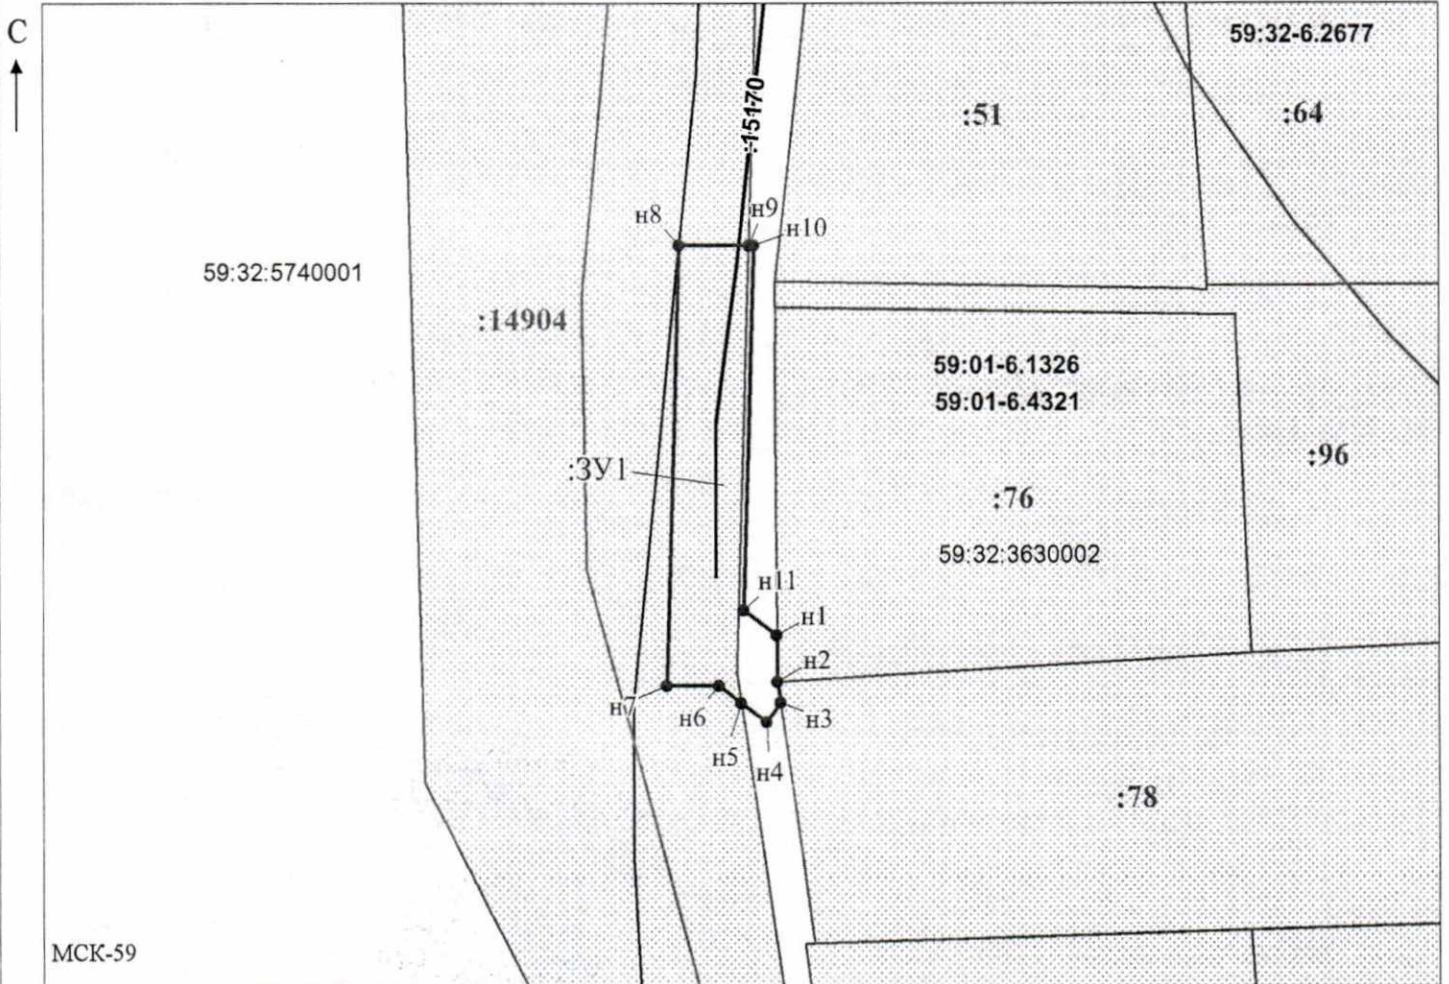 С
59:32-6.2677
:15170
:51
:64
н9
н8
н10
59:32:5740001
:14904
59:01-6.1326
59:01-6.4321
:96
:ЗУ1
:76
59:32:3630002
н11
н1
н2
н7
н6
н3
н5
н4
:78
МСК-59